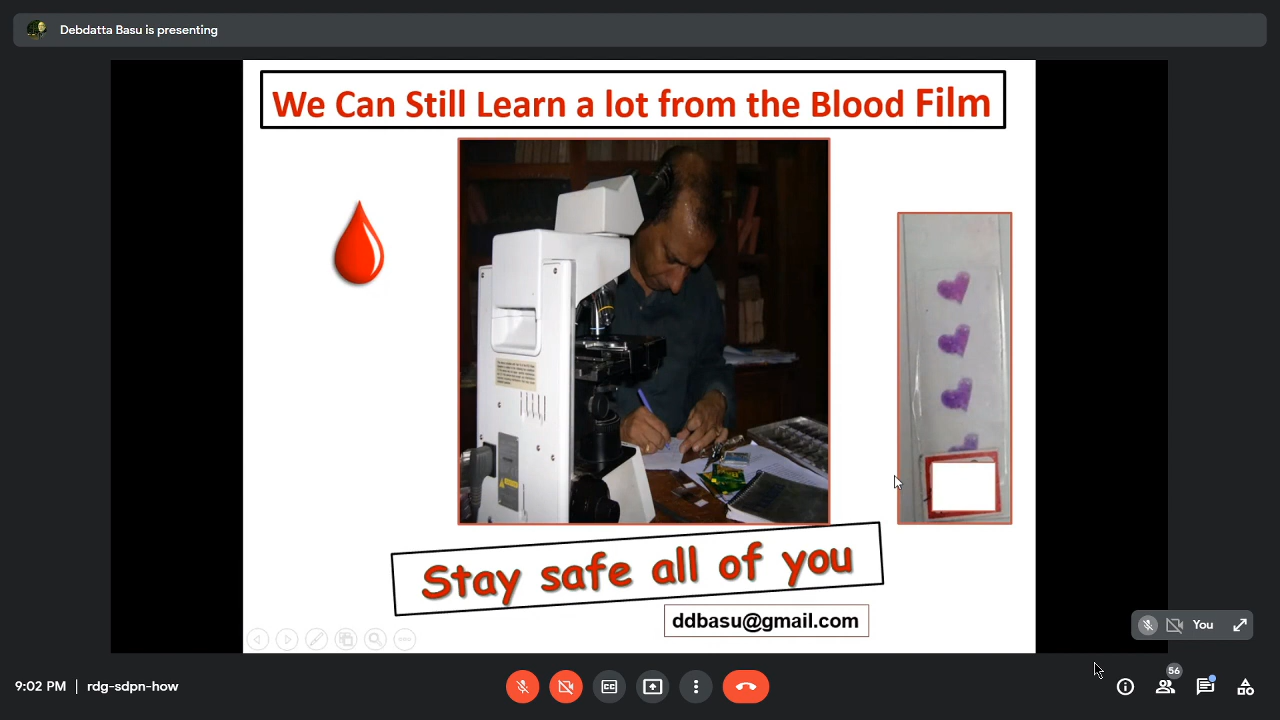 Debdatta Basu is presenting
We Can Still Learn a lot from the Blood Film
Stay safe all of you
ddbasu@gmail.com
You
9:02 PM | rdg-sdpn-how
CC
56